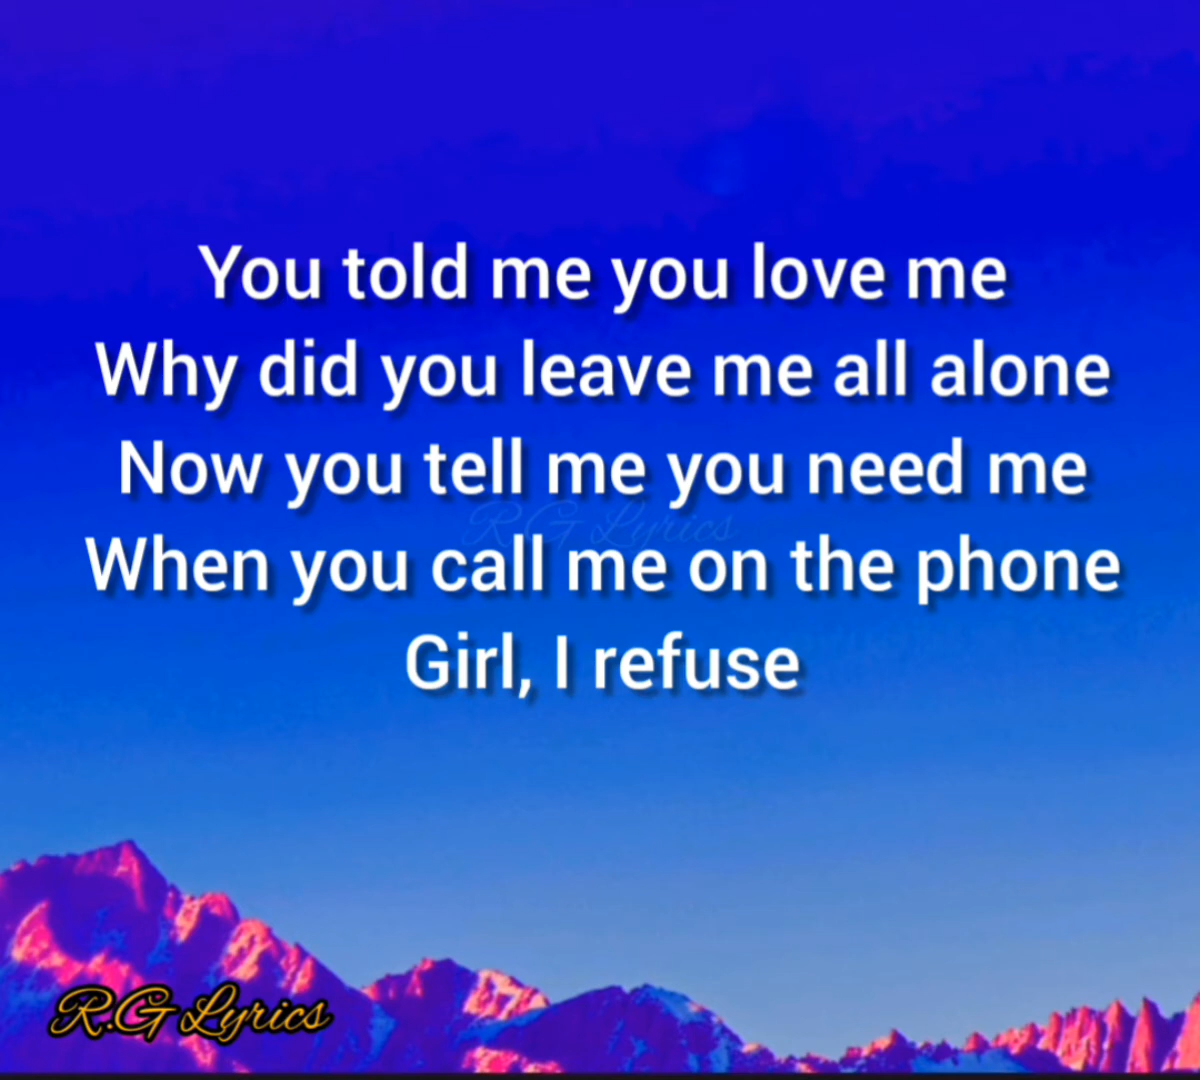 You told me you love me
Why did you leave me all alone
Now you tell me you need me
R.G Lyrics
When you call me on the phone
Girl, I refuse
R.G Lyrics